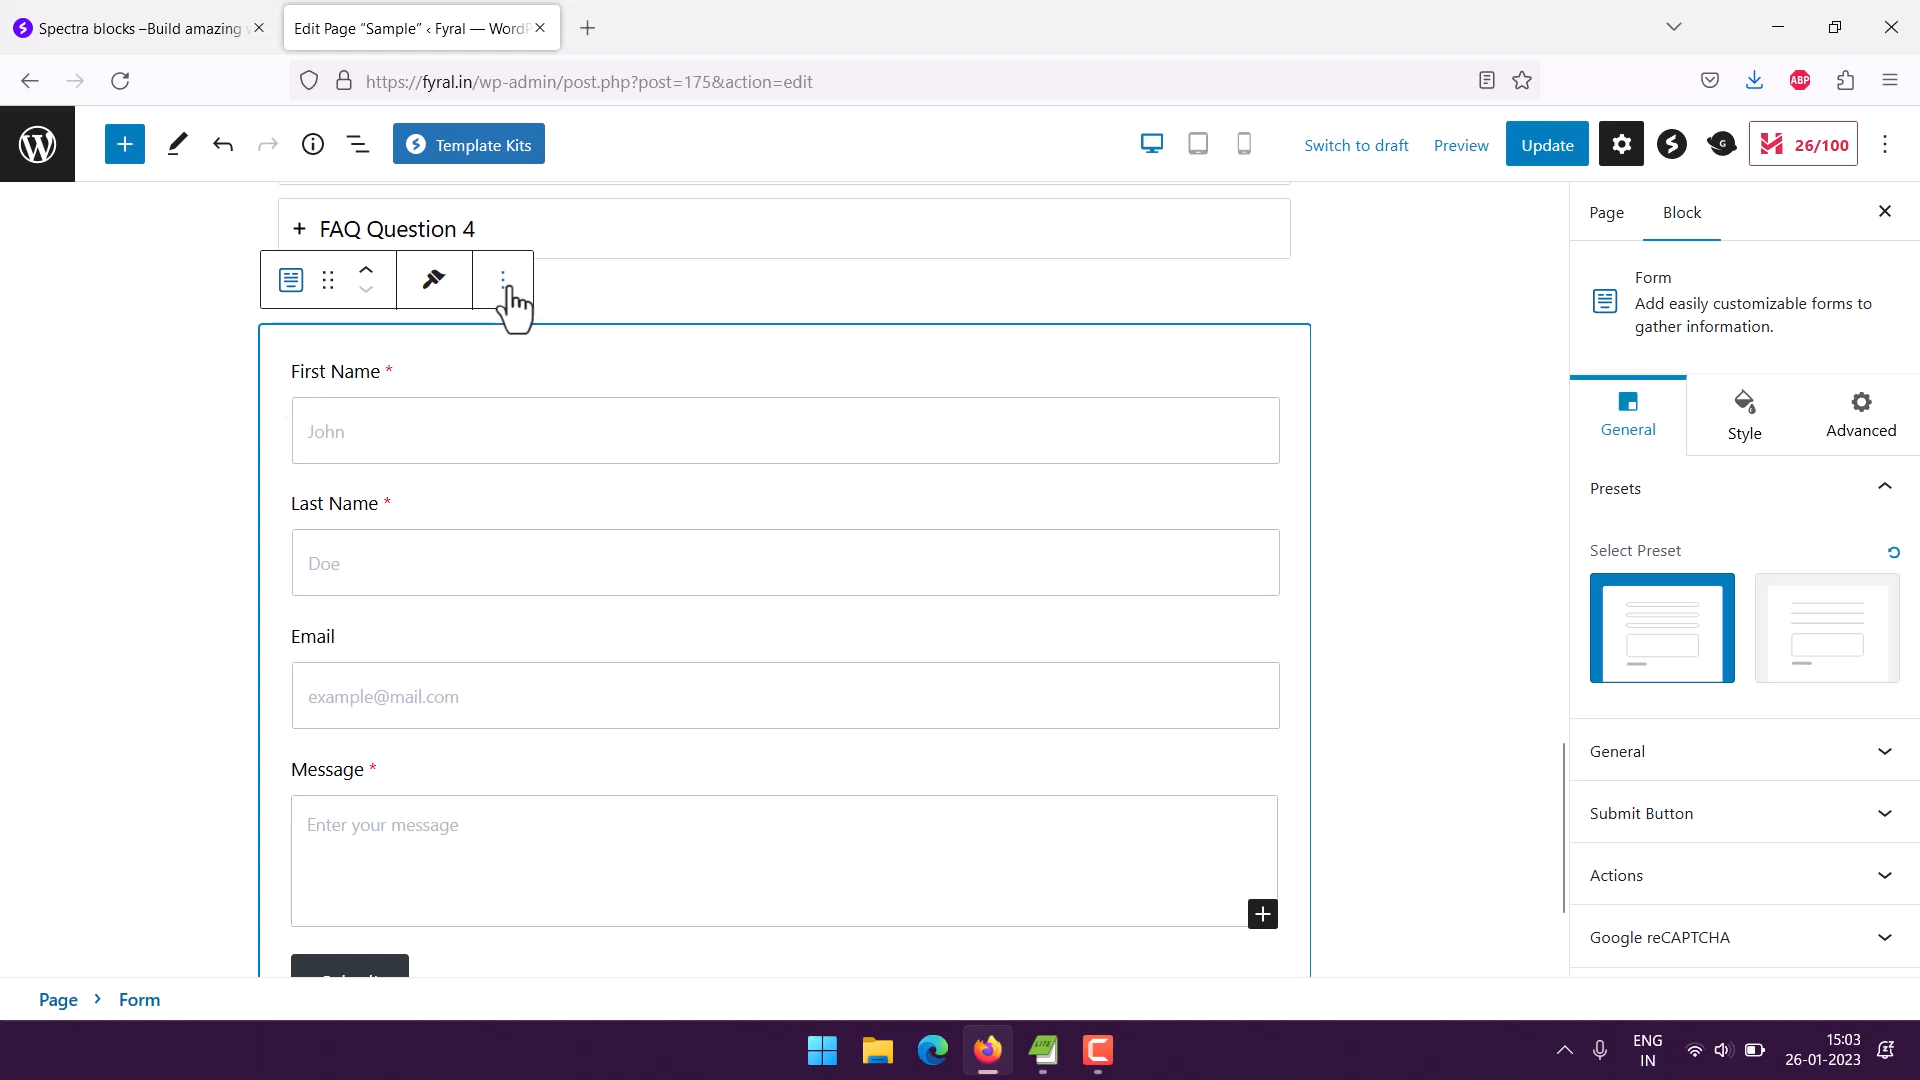 Spectra blocks –Build amazing
Edit Page “Sample” ‹ Fyral — WordP
https://fyral.in/wp-admin/post.php?post=175&action=edit
ABP
Template Kits
Switch to draft
Preview
Update
G
26/100
FAQ Question 4
Page
Block
Form
Add easily customizable forms to
gather information.
First Name *
John
Last Name *
Doe
Email
example@mail.com
Message *
Enter your message
General
Style
Advanced
Presets
Select Preset
General
Submit Button
Actions
Google reCAPTCHA
Page
Form
LITE
ENG
IN
15:03
26-01-2023